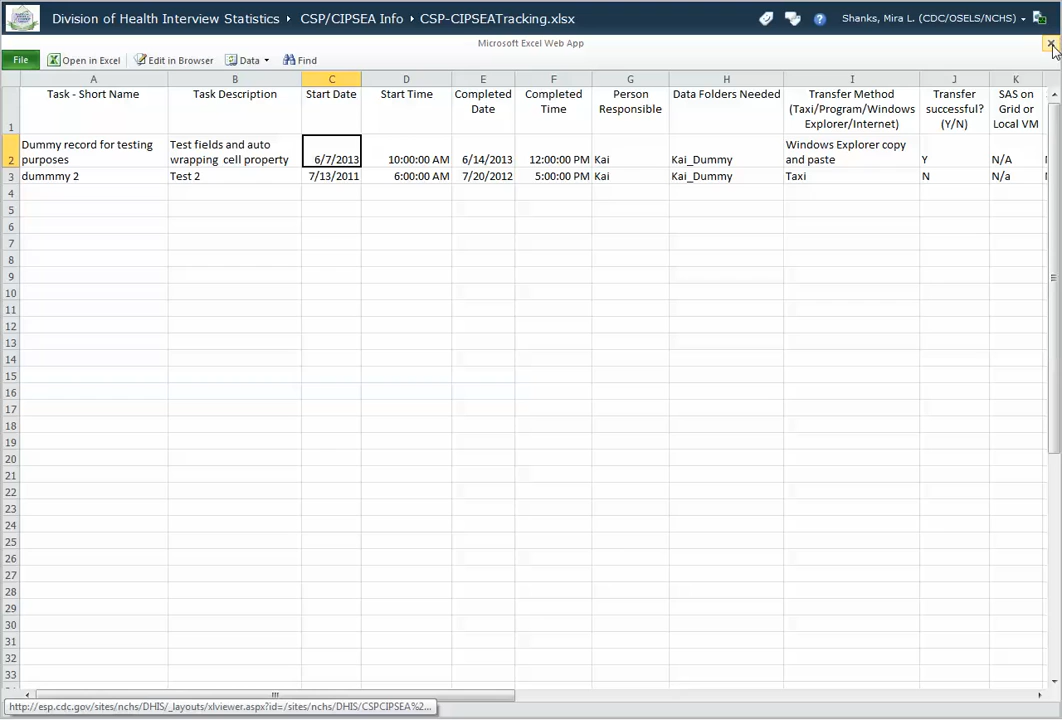 Division of Health Interview Statistics › CSP/CIPSEA Info › CSP-CIPSEATracking.xlsx
Shanks, Mira L. (CDC/OSELS/NCHS)
Microsoft Excel Web App
File Open in Excel Edit in Browser Data Find
A B C D E F G H I J K
Task - Short Name Task Description Start Date Start Time Completed Person Data Folders Needed Transfer Method Transfer SAS on
Date Time Responsible (Taxi/Program/Windows successful? Grid or
1 Explorer/Internet) (Y/N) Local VM
Dummy record for testing Test fields and auto Windows Explorer copy
2 purposes wrapping cell property 6/7/2013 10:00:00 AM 6/14/2013 12:00:00 PM Kai Kai_Dummy and paste Y N/A
3 dummmy 2 Test 2 7/13/2011 6:00:00 AM 7/20/2012 5:00:00 PM Kai Kai_Dummy Taxi N N/a
4
5
6
7
8
9
10
11
12
13
14
15
16
17
18
19
20
21
22
23
24
25
26
27
28
29
30
31
32
33
http://esp.cdc.gov/sites/nchs/DHIS/_layouts/xlviewer.aspx?id=/sites/nchs/DHIS/CSPCIPSEA%2...